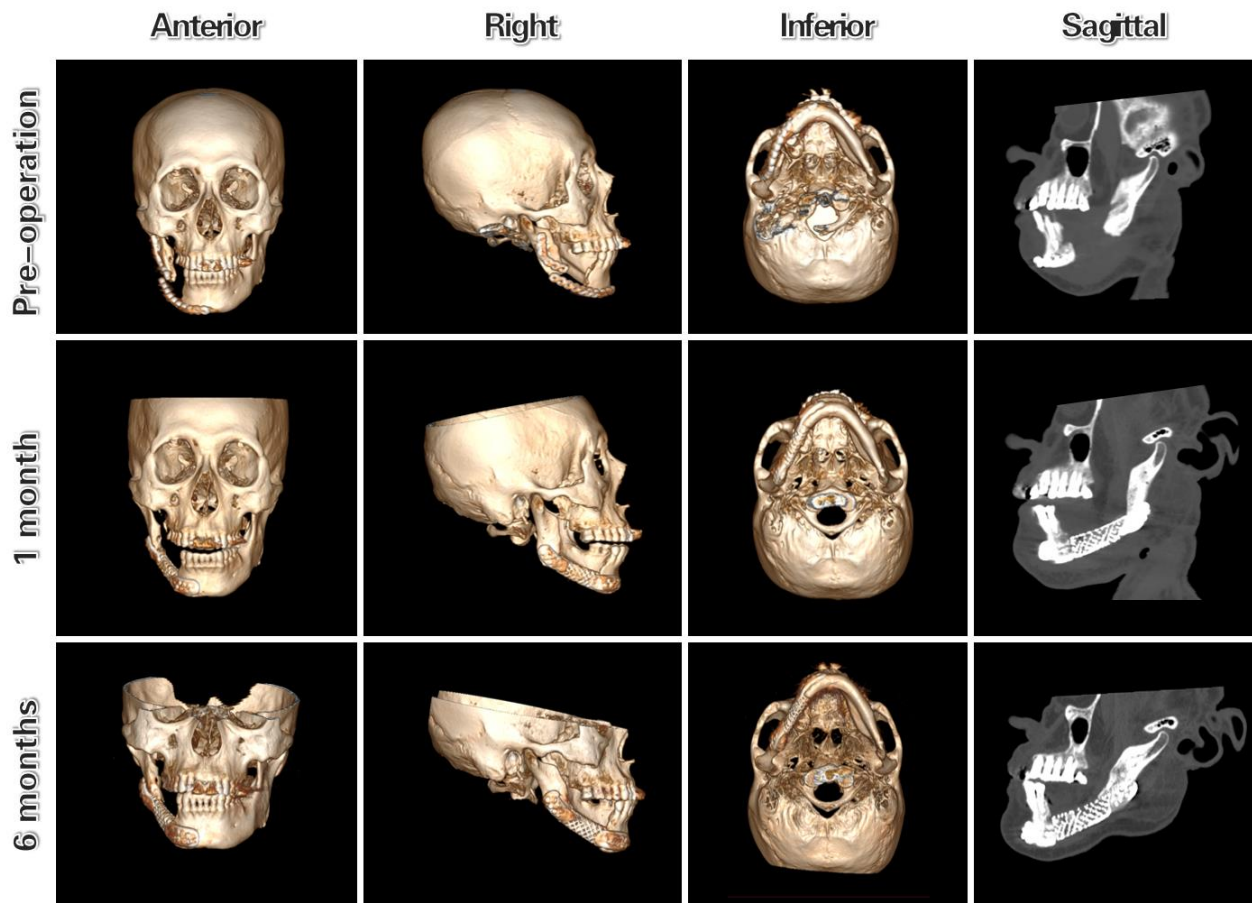 Anterior
Right
Inferior
Sagittal
Pre-operation
1 month
6 months